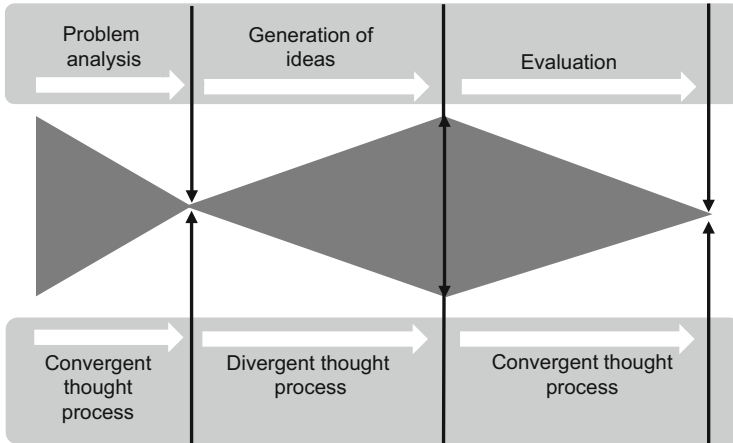 Problem
analysis
Generation of
ideas
Evaluation
Convergent
thought
process
Divergent thought
process
Convergent thought
process